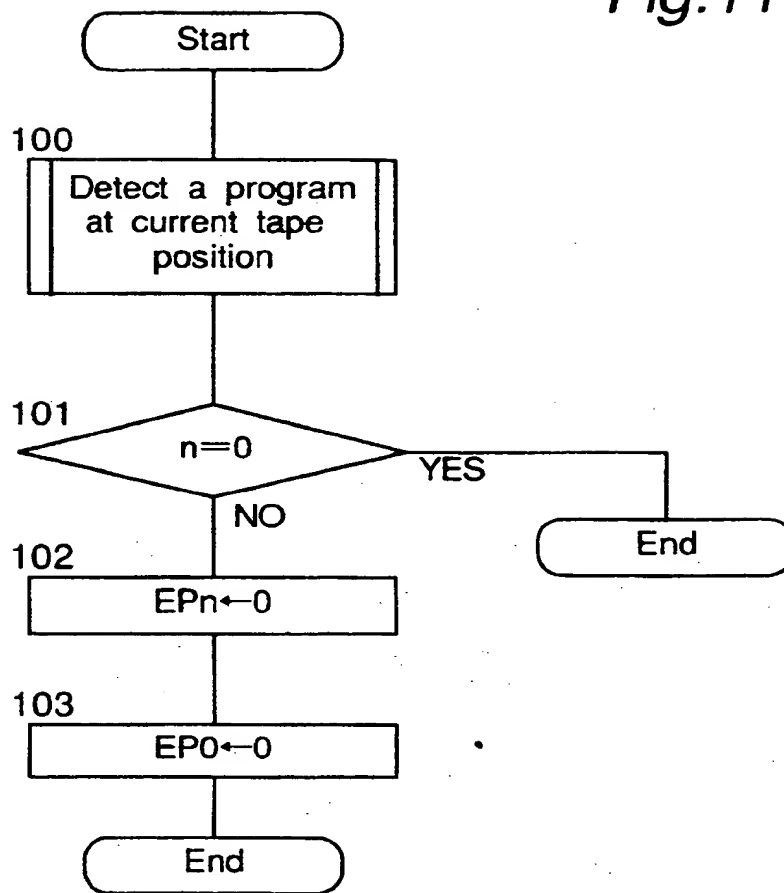 Fig.11
Start
100
Detect a program
at current tape
position
101
n=0
YES
NO
End
102
EPn←0
103
EP0←0
End